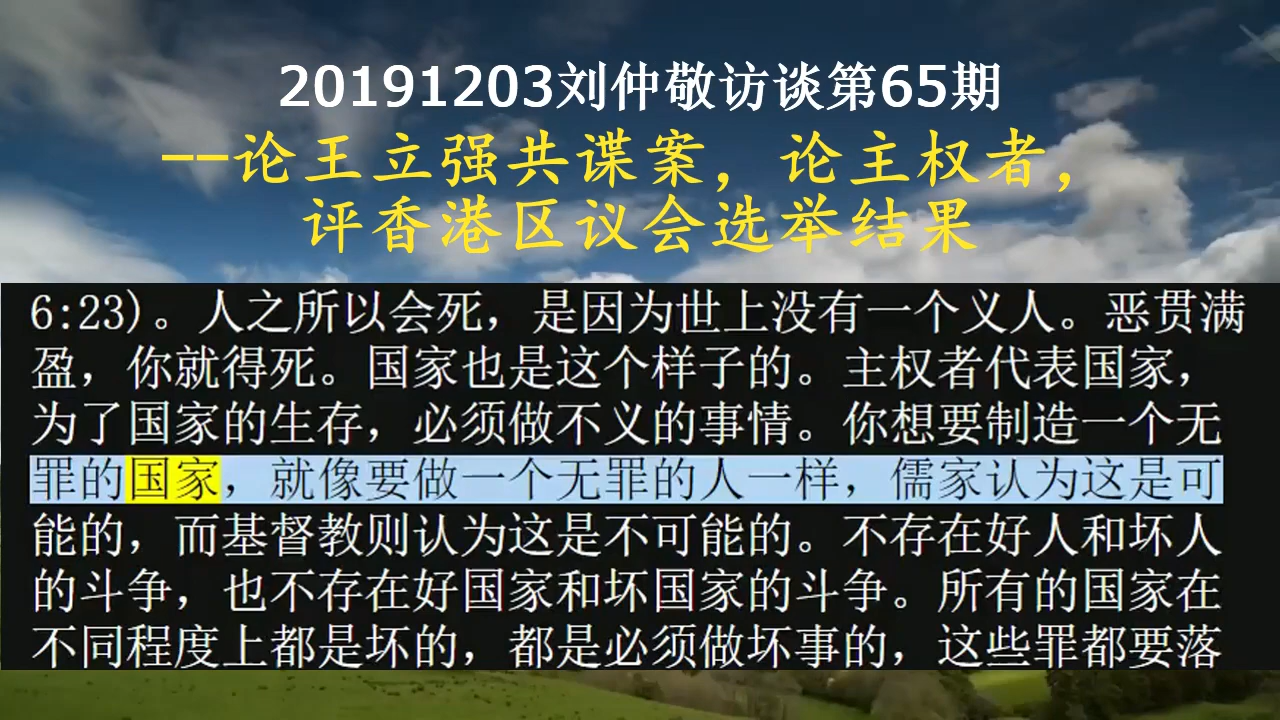 20191203刘仲敬访谈第65期
--论王立强共谍案，论主权者，
评香港区议会选举结果
6:23)。人之所以会死，是因为世上没有一个义人。恶贯满
盈，你就得死。国家也是这个样子的。主权者代表国家，
为了国家的生存，必须做不义的事情。你想要制造一个无
罪的国家，就像要做一个无罪的人一样，儒家认为这是可
能的，而基督教则认为这是不可能的。不存在好人和坏人
的斗争，也不存在好国家和坏国家的斗争。所有的国家在
不同程度上都是坏的，都是必须做坏事的，这些罪都要落